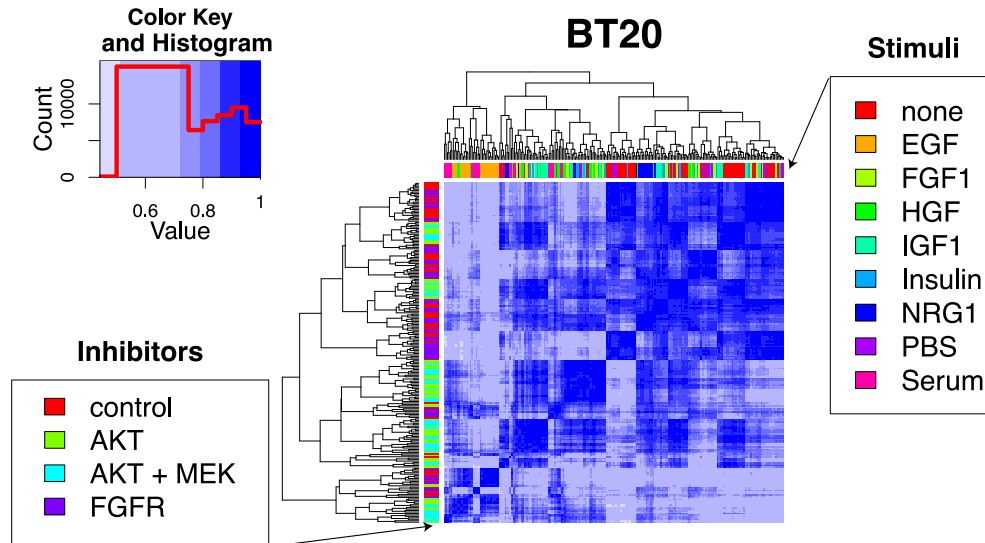 Color Key
and Histogram
Count
0
10000
0.6
0.8
1
Value
BT20
Stimuli
none
EGF
FGF1
HGF
IGF1
Insulin
NRG1
PBS
Serum
Inhibitors
control
AKT
AKT + MEK
FGFR